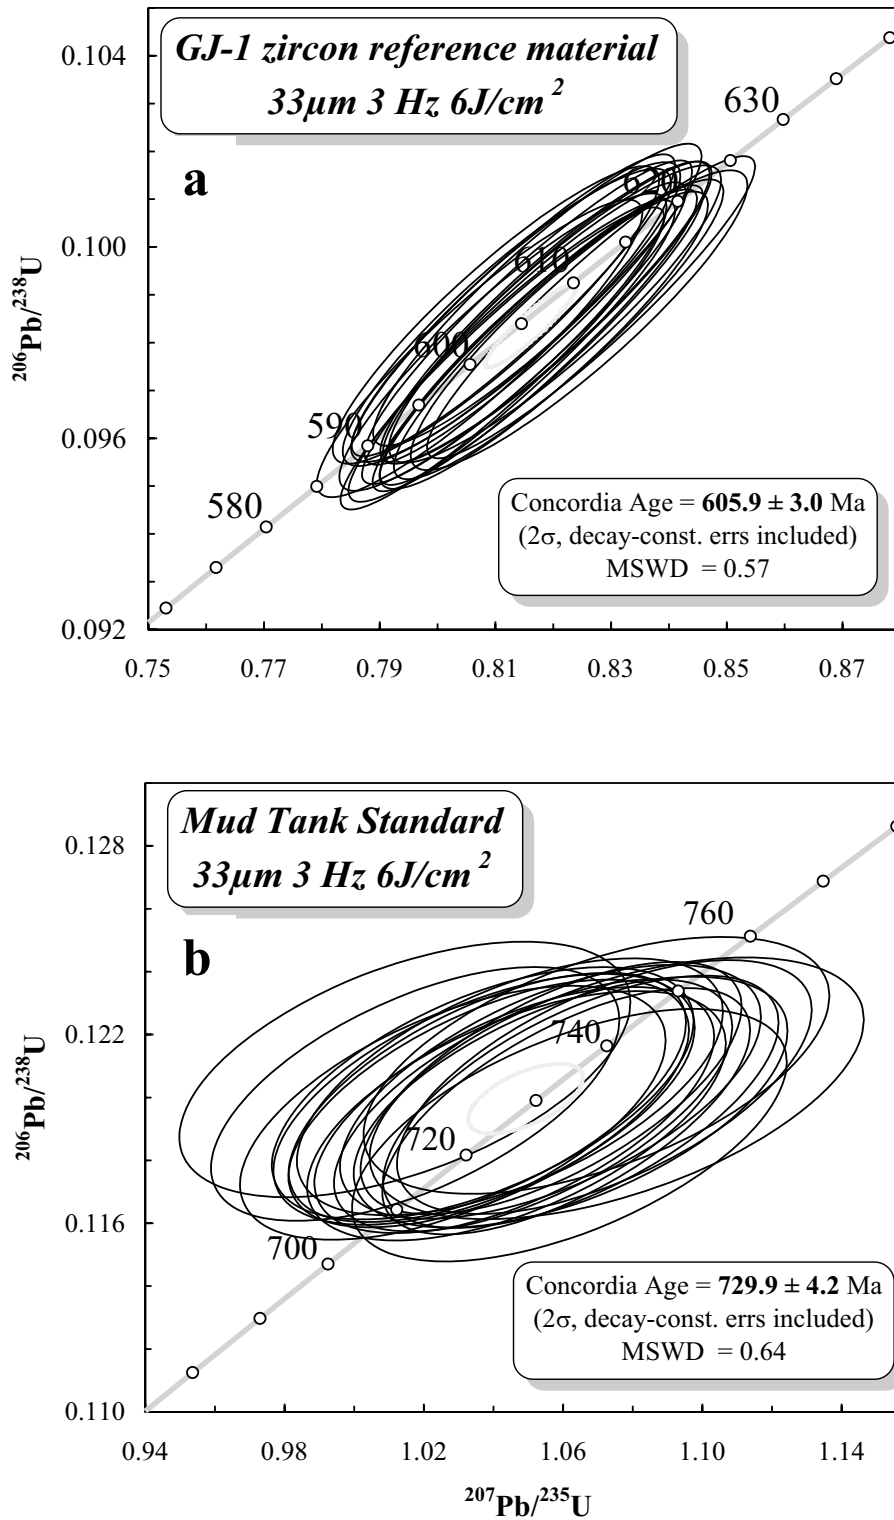 GJ-1 zircon reference material
33μm 3 Hz 6J/cm²
a
0.104
0.100
0.096
0.092
²⁰⁶Pb/²³⁸U
630
620
610
600
590
580
Concordia Age = 605.9 ± 3.0 Ma
(2σ, decay-const. errs included)
MSWD = 0.57
0.75 0.77 0.79 0.81 0.83 0.85 0.87
Mud Tank Standard
33μm 3 Hz 6J/cm²
b
0.128
0.122
0.116
0.110
²⁰⁶Pb/²³⁸U
760
740
720
700
Concordia Age = 729.9 ± 4.2 Ma
(2σ, decay-const. errs included)
MSWD = 0.64
0.94 0.98 1.02 1.06 1.10 1.14
²⁰⁷Pb/²³⁵U